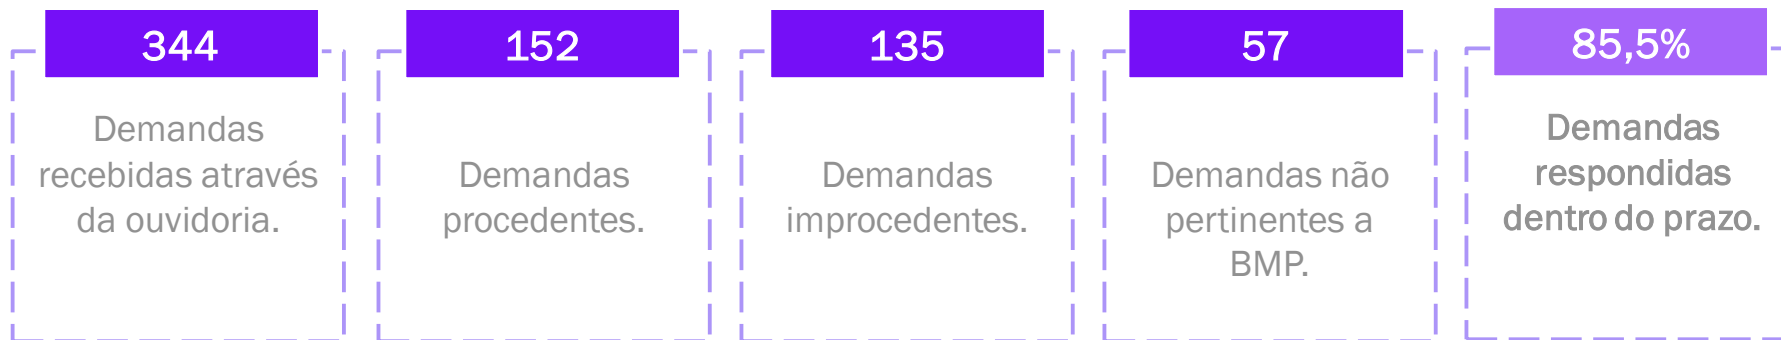 344
Demandas
recebidas através
da ouvidoria.
152
Demandas
procedentes.
135
Demandas
improcedentes.
57
Demandas não
pertinentes a
BMP.
85,5%
Demandas
respondidas
dentro do prazo.